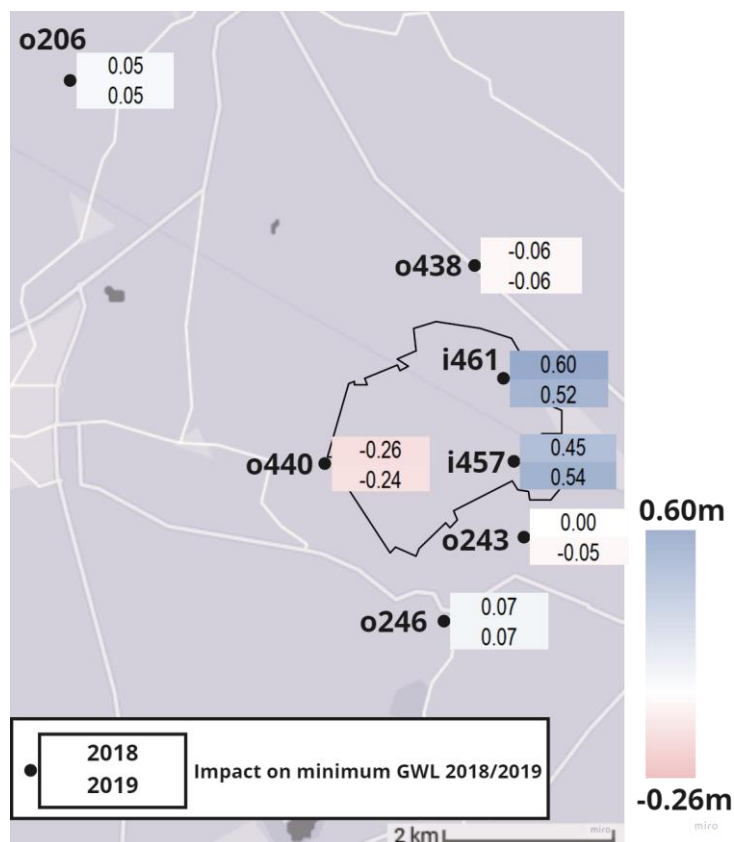 o206
0.05
0.05
o438
-0.06
-0.06
i461
0.60
0.52
o440
-0.26
-0.24
i457
0.45
0.54
0.60m
o243
0.00
-0.05
o246
0.07
0.07
2018
2019
Impact on minimum GWL 2018/2019
-0.26m
miro
2 km
miro